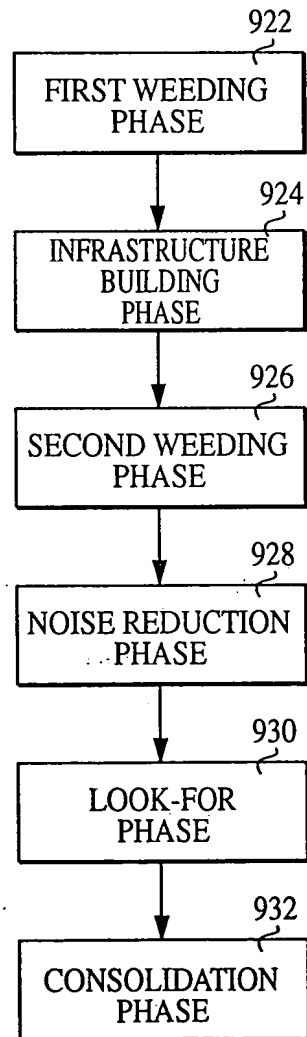 922
FIRST WEEDING
PHASE
924
INFRASTRUCTURE
BUILDING
PHASE
926
SECOND WEEDING
PHASE
928
NOISE REDUCTION
PHASE
930
LOOK-FOR
PHASE
932
CONSOLIDATION
PHASE